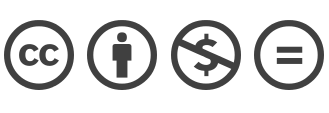 cc
$
=